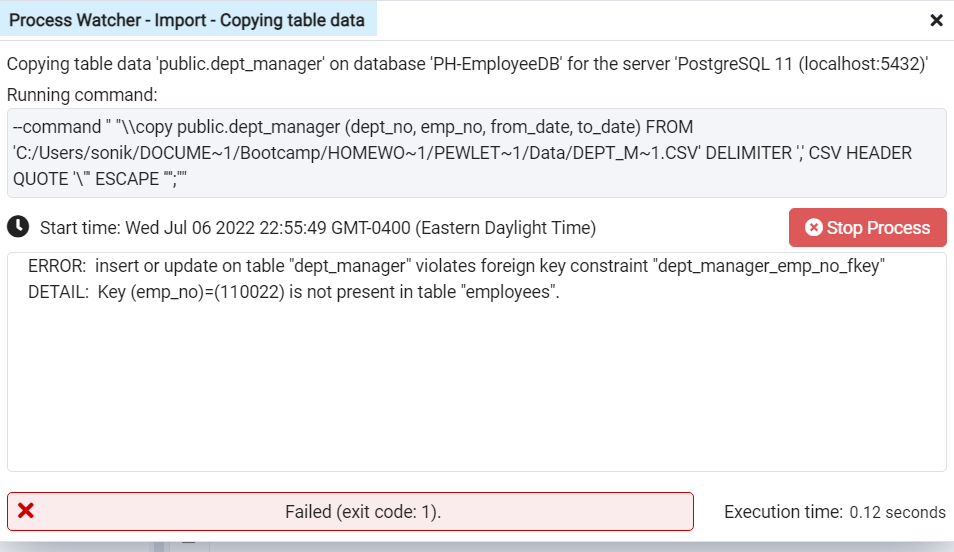 Process Watcher - Import - Copying table data
Copying table data 'public.dept_manager' on database 'PH-EmployeeDB' for the server 'PostgreSQL 11 (localhost:5432)'
Running command:
--command " "\\copy public.dept_manager (dept_no, emp_no, from_date, to_date) FROM
'C:/Users/sonik/DOCUME~1/Bootcamp/HOMEWO~1/PEWLET~1/Data/DEPT_M~1.CSV' DELIMITER ',' CSV HEADER
QUOTE '\"' ESCAPE '''';""
Start time: Wed Jul 06 2022 22:55:49 GMT-0400 (Eastern Daylight Time)
Stop Process
ERROR:  insert or update on table "dept_manager" violates foreign key constraint "dept_manager_emp_no_fkey"
DETAIL:  Key (emp_no)=(110022) is not present in table "employees".
Failed (exit code: 1).
Execution time: 0.12 seconds